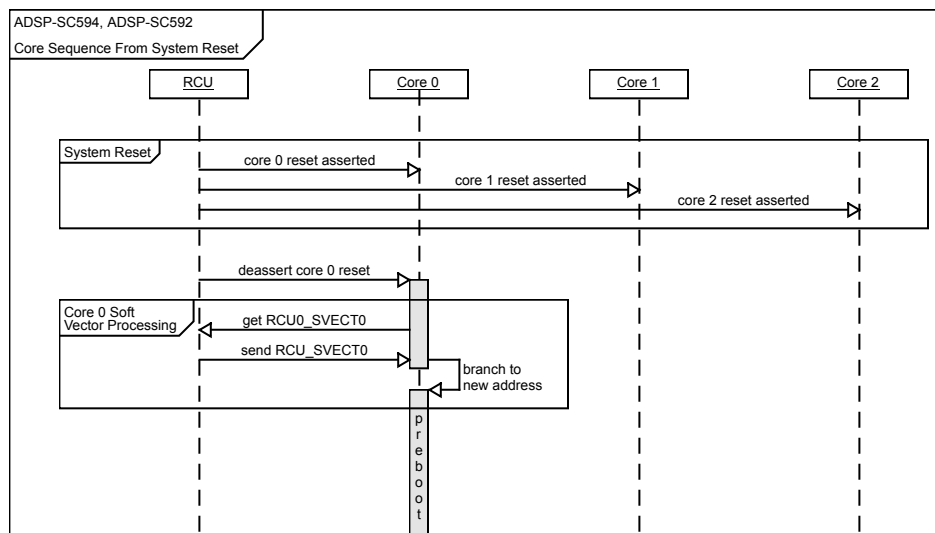 ADSP-SC594, ADSP-SC592
Core Sequence From System Reset
RCU
Core 0
Core 1
Core 2
System Reset
core 0 reset asserted
core 1 reset asserted
core 2 reset asserted
deassert core 0 reset
Core 0 Soft
Vector Processing
get RCU0_SVECT0
send RCU_SVECT0
branch to
new address
preboot